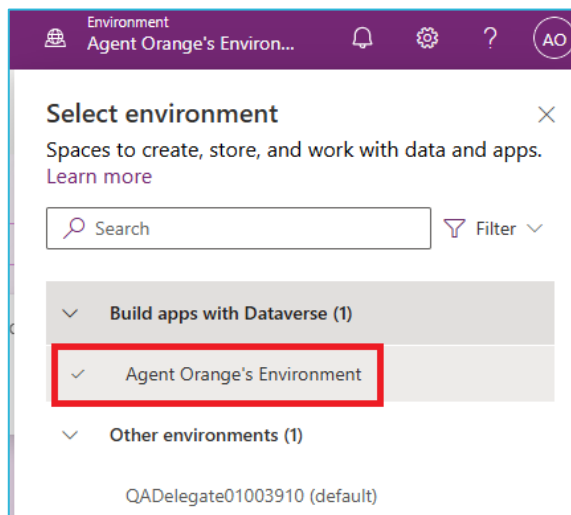 Environment
Agent Orange's Environ...
?
AO
Select environment
Spaces to create, store, and work with data and apps.
Learn more
Search
Filter
Build apps with Dataverse (1)
Agent Orange's Environment
Other environments (1)
QADelegate01003910 (default)